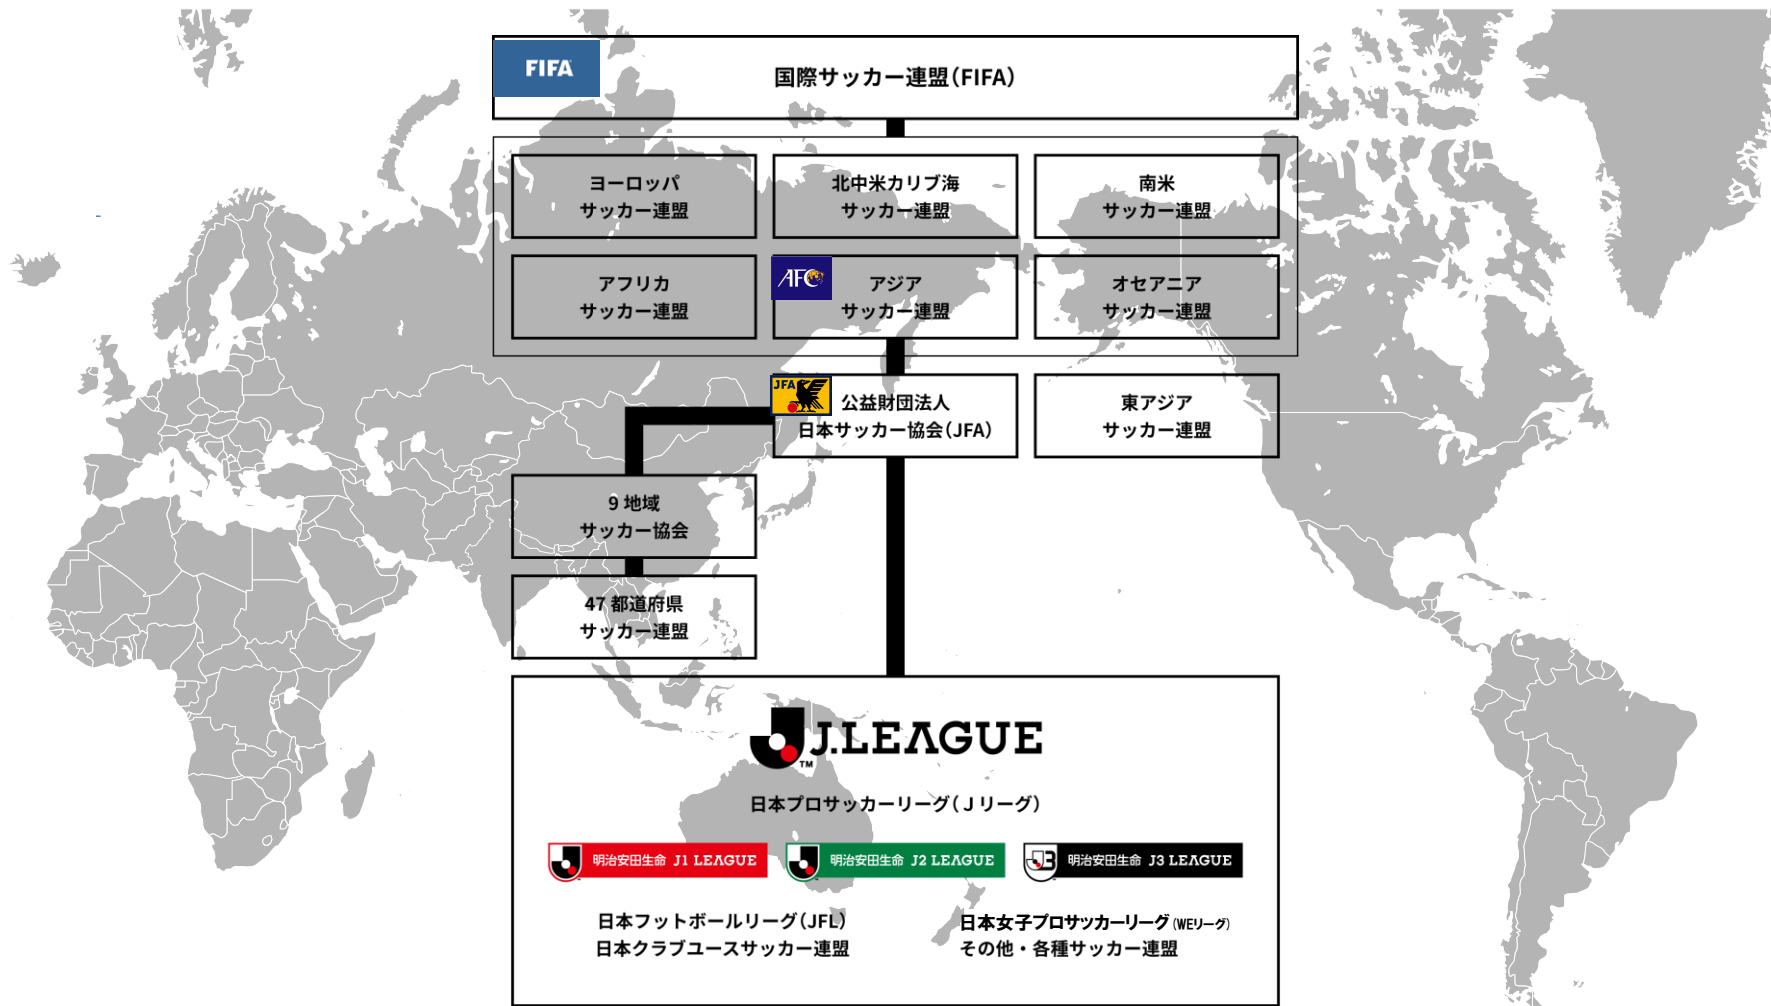 FIFA
国際サッカー連盟(FIFA)
ヨーロッパ
サッカー連盟
北中米カリブ海
サッカー連盟
南米
サッカー連盟
アフリカ
サッカー連盟
AFC
アジア
サッカー連盟
オセアニア
サッカー連盟
JFA
公益財団法人
日本サッカー協会(JFA)
東アジア
サッカー連盟
9 地域
サッカー協会
47 都道府県
サッカー連盟
J.LEAGUE
TM
日本プロサッカーリーグ(Jリーグ)
明治安田生命 J1 LEAGUE
明治安田生命 J2 LEAGUE
J3 明治安田生命 J3 LEAGUE
日本フットボールリーグ(JFL)
日本クラブユースサッカー連盟
日本女子プロサッカーリーグ(WEリーグ)
その他・各種サッカー連盟